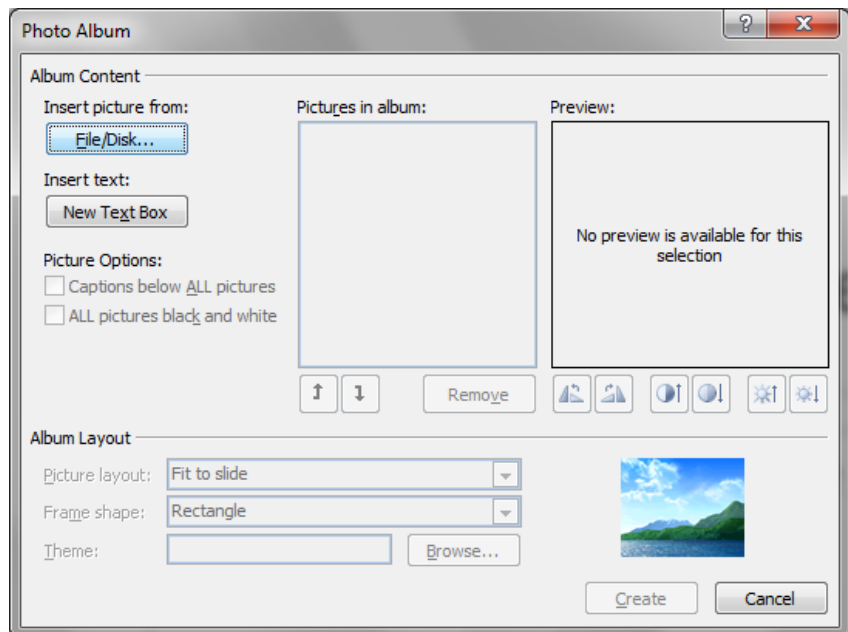 Photo Album
?
X
Album Content
Insert picture from:
File/Disk...
Insert text:
New Text Box
Picture Options:
Captions below ALL pictures
ALL pictures black and white
Pictures in album:
Remove
Preview:
No preview is available for this
selection
Album Layout
Picture layout:
Fit to slide
Frame shape:
Rectangle
Theme:
Browse...
Create
Cancel